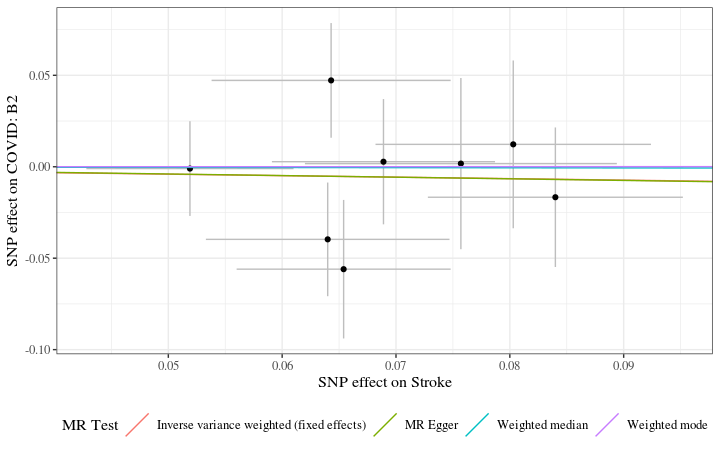 SNP effect on COVID: B2
0.05
0.00
-0.05
-0.10
0.05
0.06
0.07
0.08
0.09
SNP effect on Stroke
MR Test
Inverse variance weighted (fixed effects)
MR Egger
Weighted median
Weighted mode